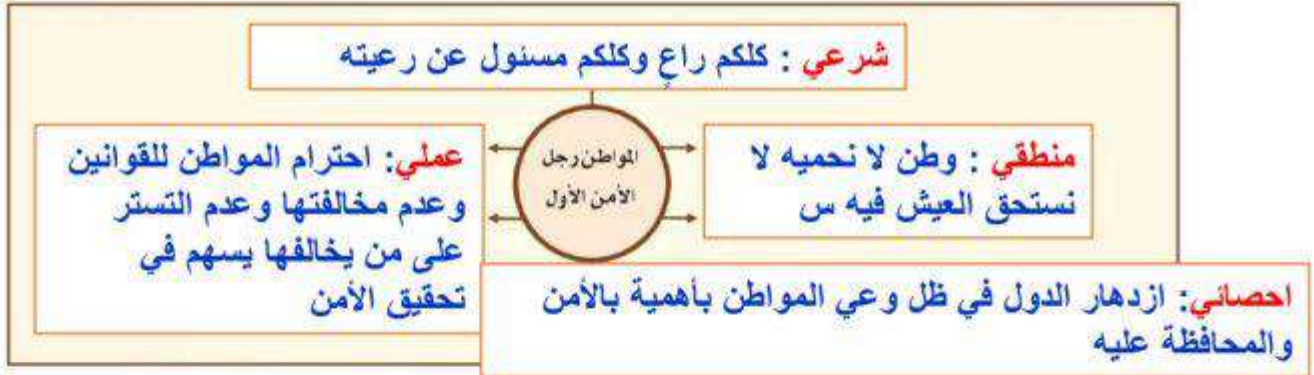 شرعي : كلكم راعٍ وكلكم مسئول عن رعيته
المواطن رجل
الأمن الأول
منطقي : وطن لا نحميه لا
نستحق العيش فيه س
عملي: احترام المواطن للقوانين
وعدم مخالفتها وعدم التستر
على من يخالفها يسهم في
تحقيق الأمن
احصائي: ازدهار الدول في ظل وعي المواطن بأهمية بالأمن
والمحافظة عليه